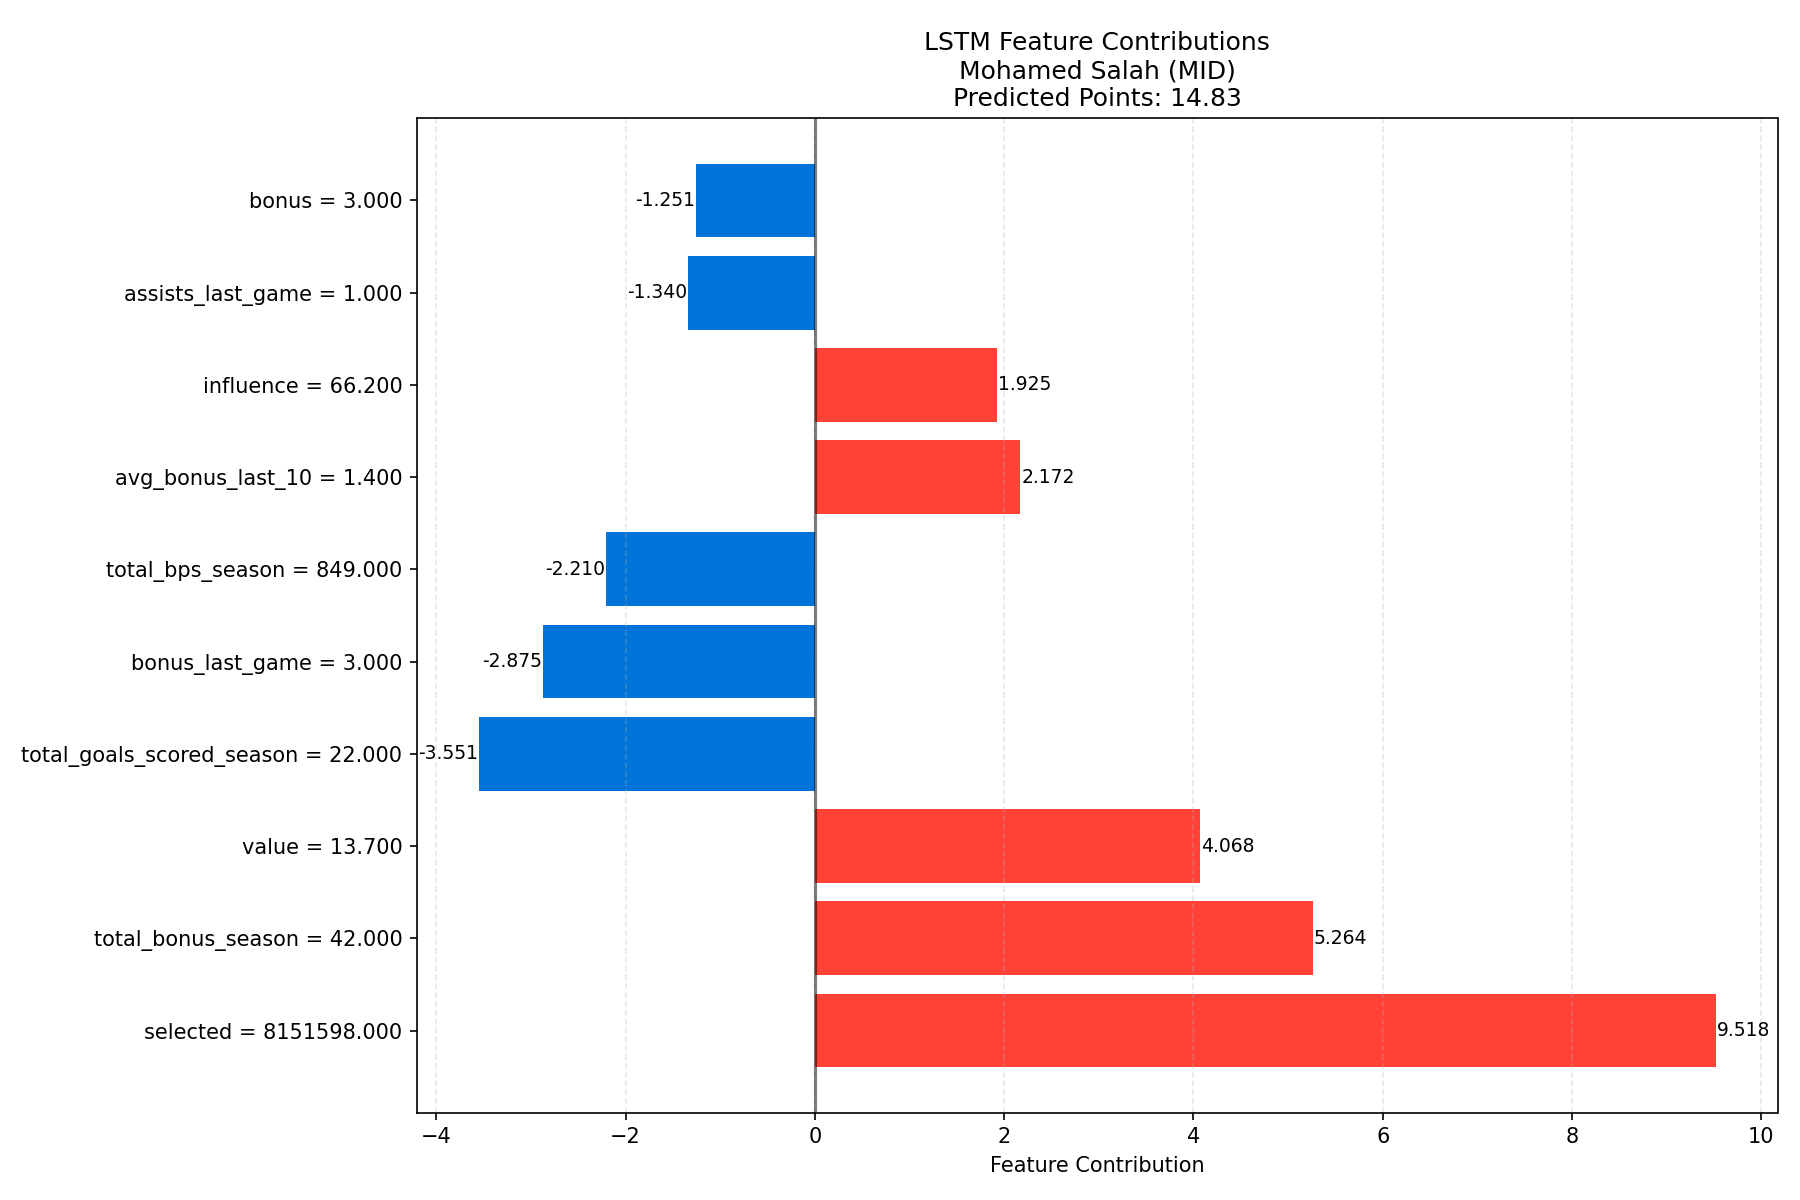 LSTM Feature Contributions
Mohamed Salah (MID)
Predicted Points: 14.83
bonus = 3.000
-1.251
assists_last_game = 1.000
-1.340
influence = 66.200
1.925
avg_bonus_last_10 = 1.400
2.172
total_bps_season = 849.000
-2.210
bonus_last_game = 3.000
-2.875
total_goals_scored_season = 22.000
-3.551
value = 13.700
4.068
total_bonus_season = 42.000
5.264
selected = 8151598.000
9.518
−4 −2 0 2 4 6 8 10
Feature Contribution